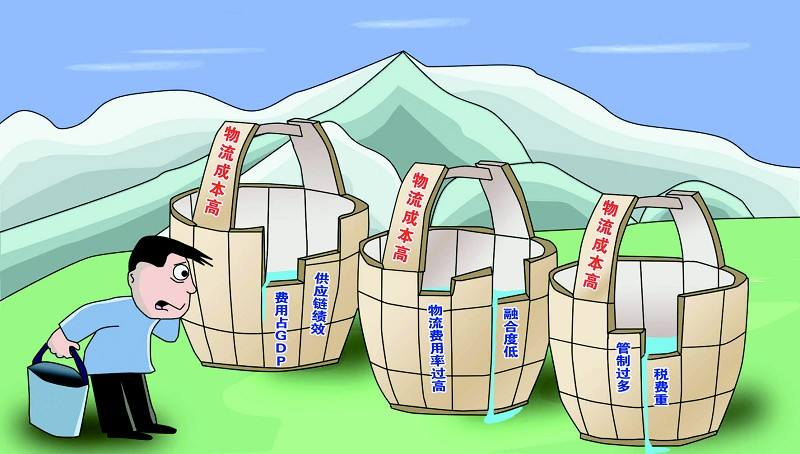 物流成本高
费用占GDP
供应链绩效
物流成本高
物流费用率过高
融合度低
物流成本高
管制过多
税费重